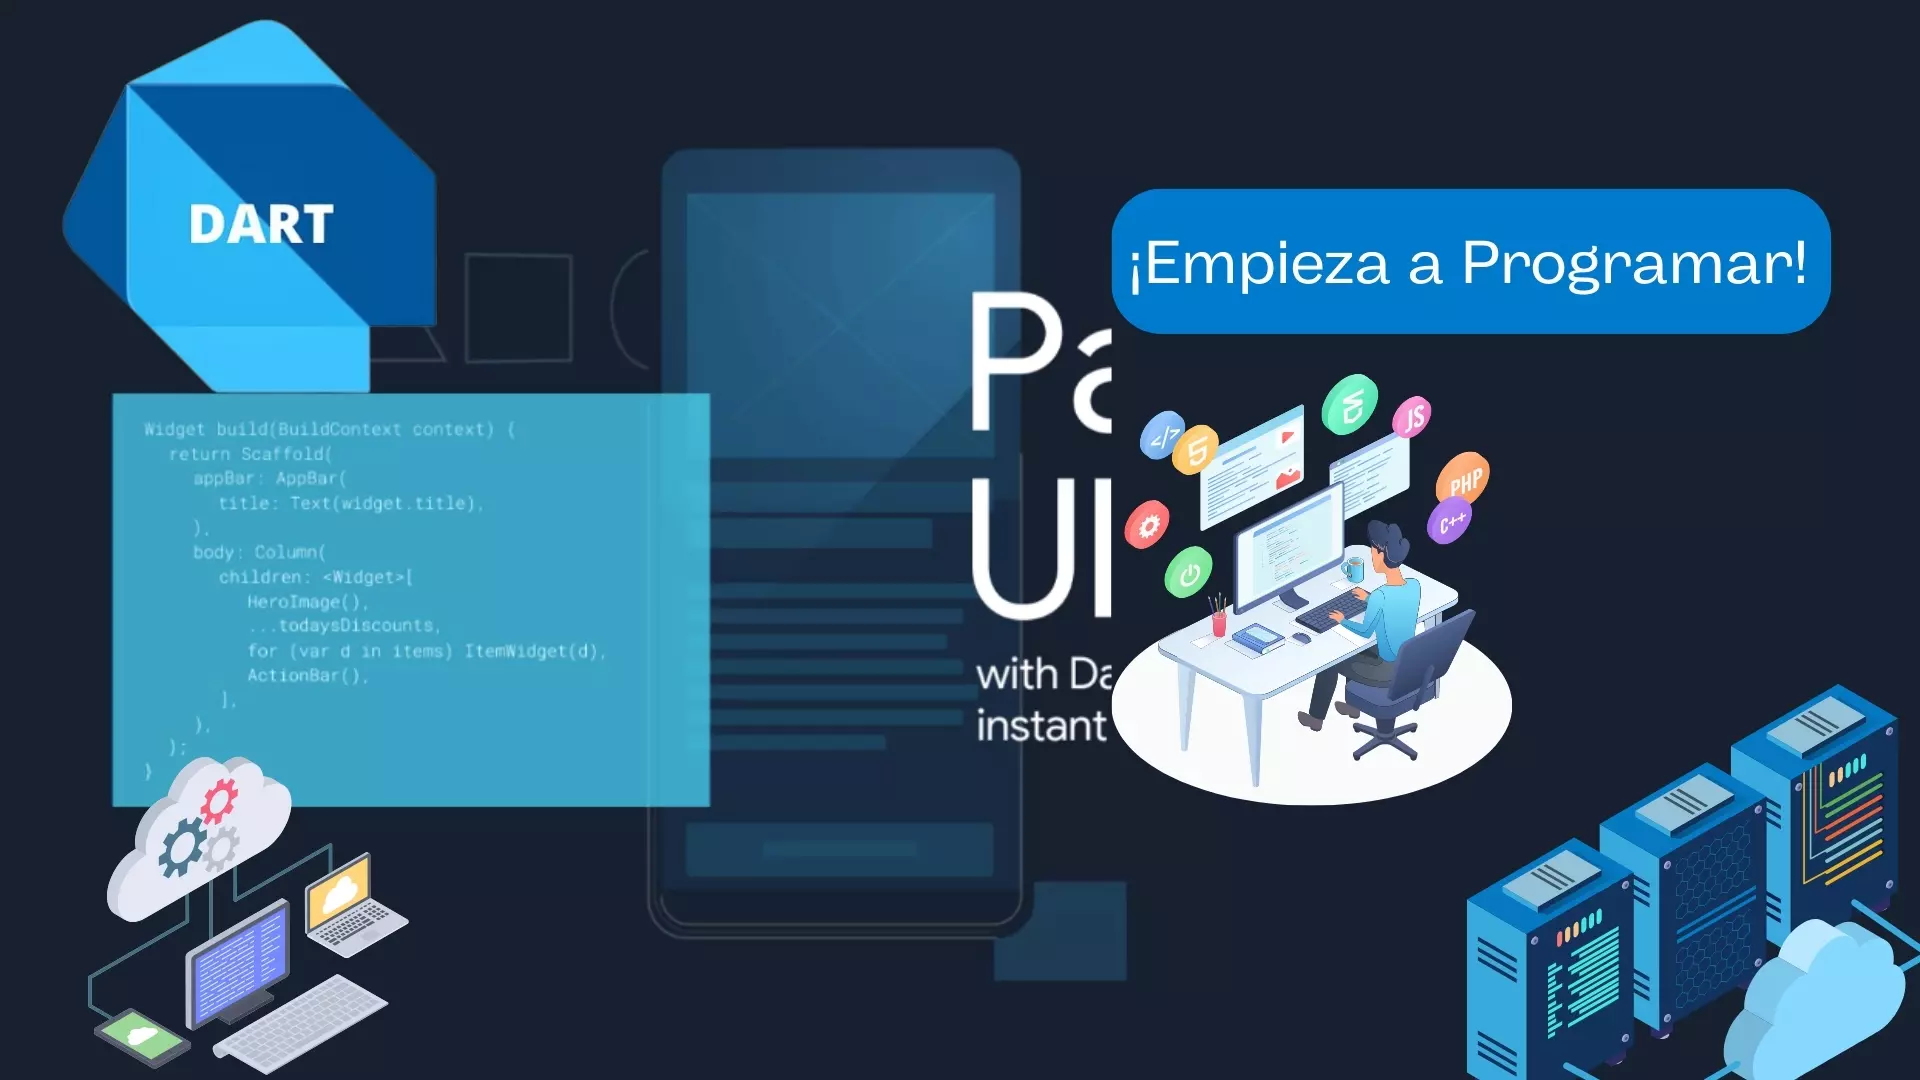 DART
¡Empieza a Programar!
Pa
UI
with Da
instant
Widget build(BuildContext context) {
return Scaffold(
appBar: AppBar(
title: Text(widget.title),
),
body: Column(
children: <Widget>[
HeroImage(),
...todaysDiscounts,
for (var d in items) ItemWidget(d),
ActionBar(),
],
),
);
}
</>
5
JS
PHP
C++